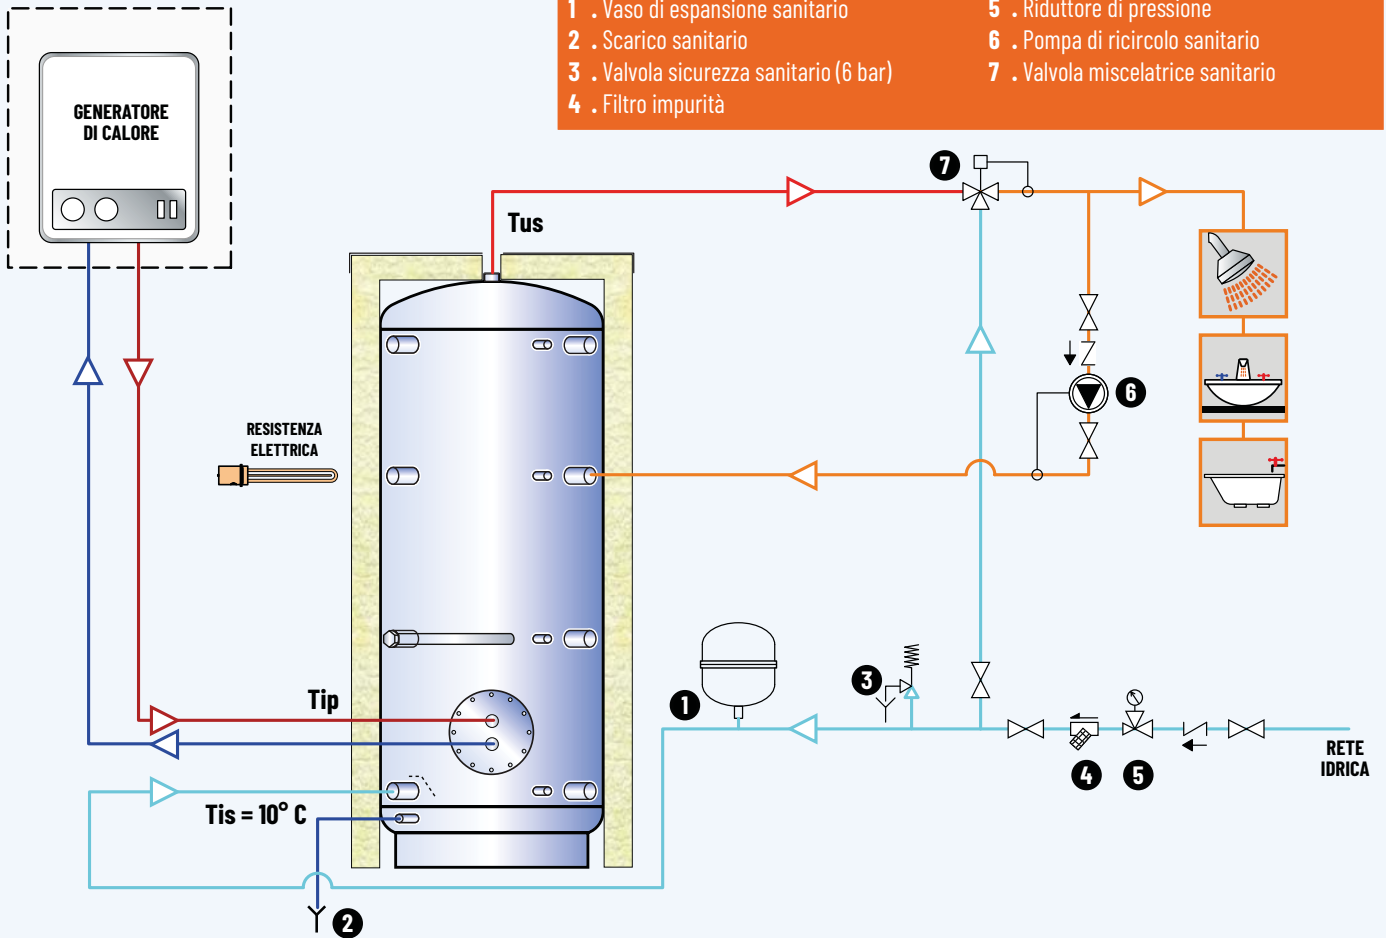 1 . Vaso di espansione sanitario
2 . Scarico sanitario
3 . Valvola sicurezza sanitario (6 bar)
4 . Filtro impurità
5 . Riduttore di pressione
6 . Pompa di ricircolo sanitario
7 . Valvola miscelatrice sanitario
GENERATORE
DI CALORE
7
Tus
6
RESISTENZA
ELETTRICA
Tip
1
3
4
5
RETE
IDRICA
Tis = 10° C
2